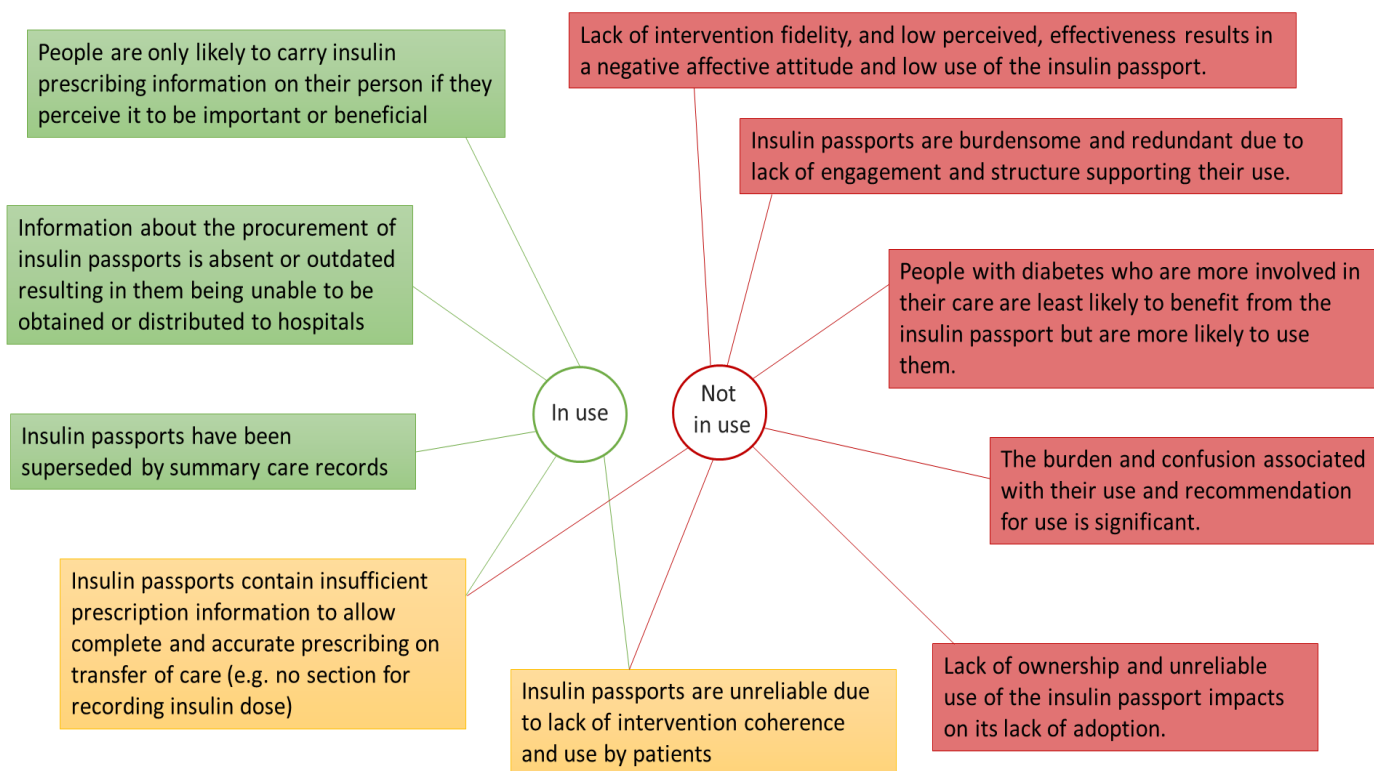 People are only likely to carry insulin
prescribing information on their person if they
perceive it to be important or beneficial
Information about the procurement of
insulin passports is absent or outdated
resulting in them being unable to be
obtained or distributed to hospitals
Insulin passports have been
superseded by summary care records
Insulin passports contain insufficient
prescription information to allow
complete and accurate prescribing on
transfer of care (e.g. no section for
recording insulin dose)
Insulin passports are unreliable due
to lack of intervention coherence
and use by patients
In use
Not
in use
Lack of intervention fidelity, and low perceived, effectiveness results in
a negative affective attitude and low use of the insulin passport.
Insulin passports are burdensome and redundant due to
lack of engagement and structure supporting their use.
People with diabetes who are more involved in
their care are least likely to benefit from the
insulin passport but are more likely to use
them.
The burden and confusion associated
with their use and recommendation
for use is significant.
Lack of ownership and unreliable
use of the insulin passport impacts
on its lack of adoption.